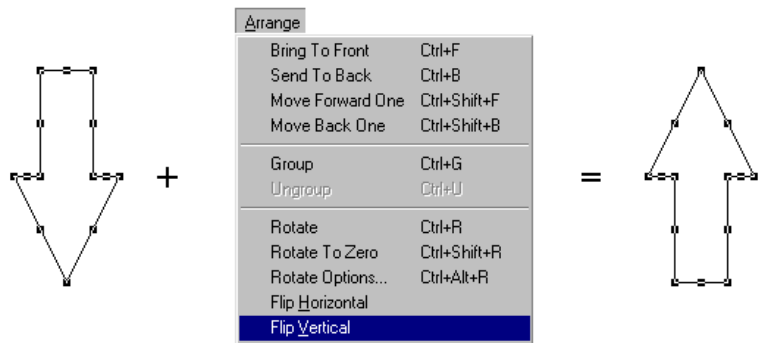 Arrange
Bring To Front Ctrl+F
Send To Back Ctrl+B
Move Forward One Ctrl+Shift+F
Move Back One Ctrl+Shift+B
Group Ctrl+G
Ungroup Ctrl+U
Rotate Ctrl+R
Rotate To Zero Ctrl+Shift+R
Rotate Options... Ctrl+Alt+R
Flip Horizontal
+ Flip Vertical =